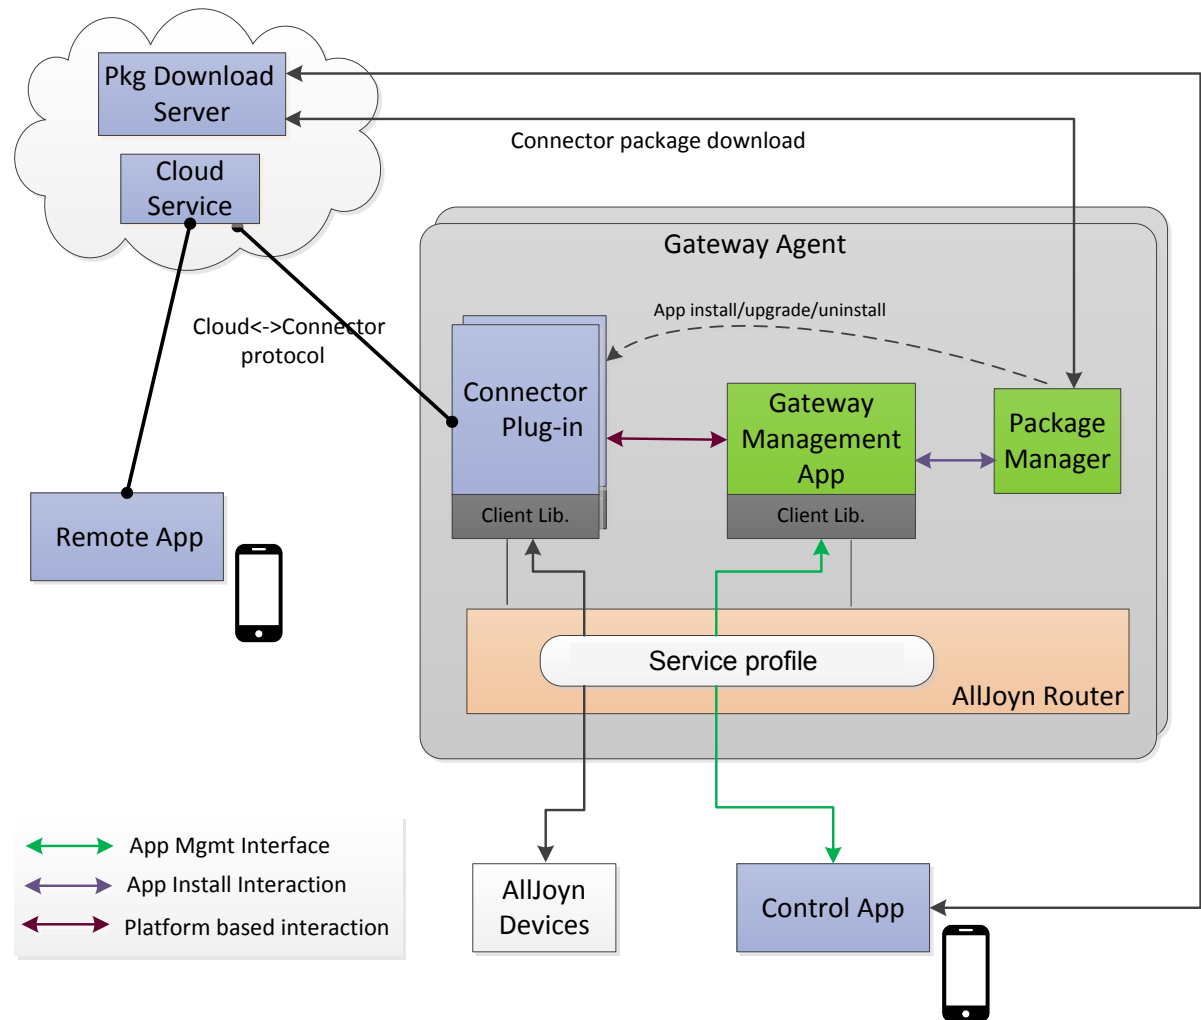 Pkg Download
Server
Connector package download
Cloud
Service
Gateway Agent
App install/upgrade/uninstall
Cloud<->Connector
protocol
Connector
Plug-in
Gateway
Management
App
Package
Manager
Client Lib.
Client Lib.
Remote App
Service profile
AllJoyn Router
App Mgmt Interface
App Install Interaction
Platform based interaction
AllJoyn
Devices
Control App